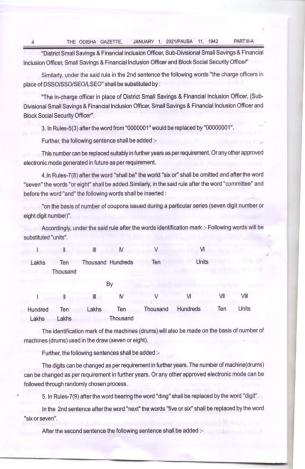 4 THE ODISHA GAZETTE, JANUARY 1, 2021/PAUSA 11, 1942 PART III-A
"District Small Savings & Financial Inclusion Officer, Sub-Divisional Small Savings & Financial
Inclusion Officer, Small Savings & Financial Inclusion Officer and Block Social Security Officer"
Similarly, under the said rule in the 2nd sentence the following words "the charge officers in
place of DSSO/SSO/SEO/LSEO" shall be substituted by :
"The in-charge officer in place of District Small Savings & Financial Inclusion Officer, (Sub-
Divisional Small Savings & Financial Inclusion Officer, Small Savings & Financial Inclusion Officer and
Block Social Security Officer".
3. In Rules-5(3) after the word from "0000001" would be replaced by "00000001".
Further, the following sentence shall be added :-
This number can be replaced suitably in further years as per requirement. Or any other approved
electronic mode generated in future as per requirement.
4.In Rules-7(8) after the word "shall be" the world "six or" shall be omitted and after the word
"seven" the words "or eight" shall be added.Similarly, in the said rule after the word "committee" and
before the word "and" the following words shall be inserted :
"on the basis of number of coupons issued during a particular series (seven digit number or
eight digit number)".
Accordingly, under the said rule after the words identification mark :- Following words will be
substituted "units".
I II III IV V VI
Lakhs Ten Thousand Hundreds Ten Units
Thousand
By
I II III IV V VI VII VIII
Hundred Ten Lakhs Ten Thousand Hundreds Ten Units
Lakhs Lakhs Thousand
The identification mark of the machines (drums) will also be made on the basis of number of
machines (drums) used in the draw (seven or eight).
Further, the following sentences shall be added :-
The digits can be changed as per requirement in further years. The number of machine(drums)
can be changed as per requirement in further years. Or any other approved electronic mode can be
followed through randomly chosen process.
5. In Rules-7(9) after the word bearing the word "ding" shall be replaced by the word "digit".
In the 2nd sentence after the word "next" the words "five or six" shall be replaced by the word
"six or seven".
After the second sentence the following sentence shall be added :-